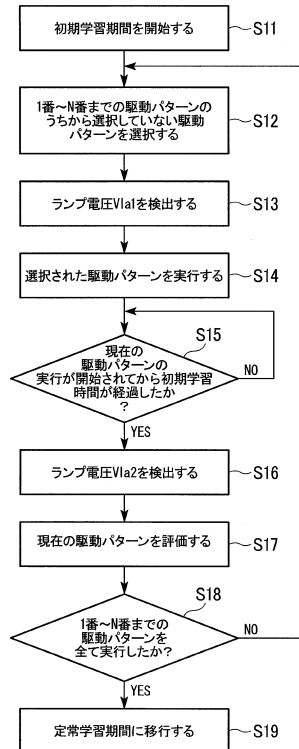 初期学習期間を開始する
S11
1番～N番までの駆動パターンの
うちから選択していない駆動
パターンを選択する
S12
ランプ電圧Vla1を検出する
S13
選択された駆動パターンを実行する
S14
現在の
駆動パターンの
実行が開始されてから初期学習
時間が経過したか
?
S15
NO
YES
ランプ電圧Vla2を検出する
S16
現在の駆動パターンを評価する
S17
1番～N番までの
駆動パターンを
全て実行したか?
S18
NO
YES
定常学習期間に移行する
S19